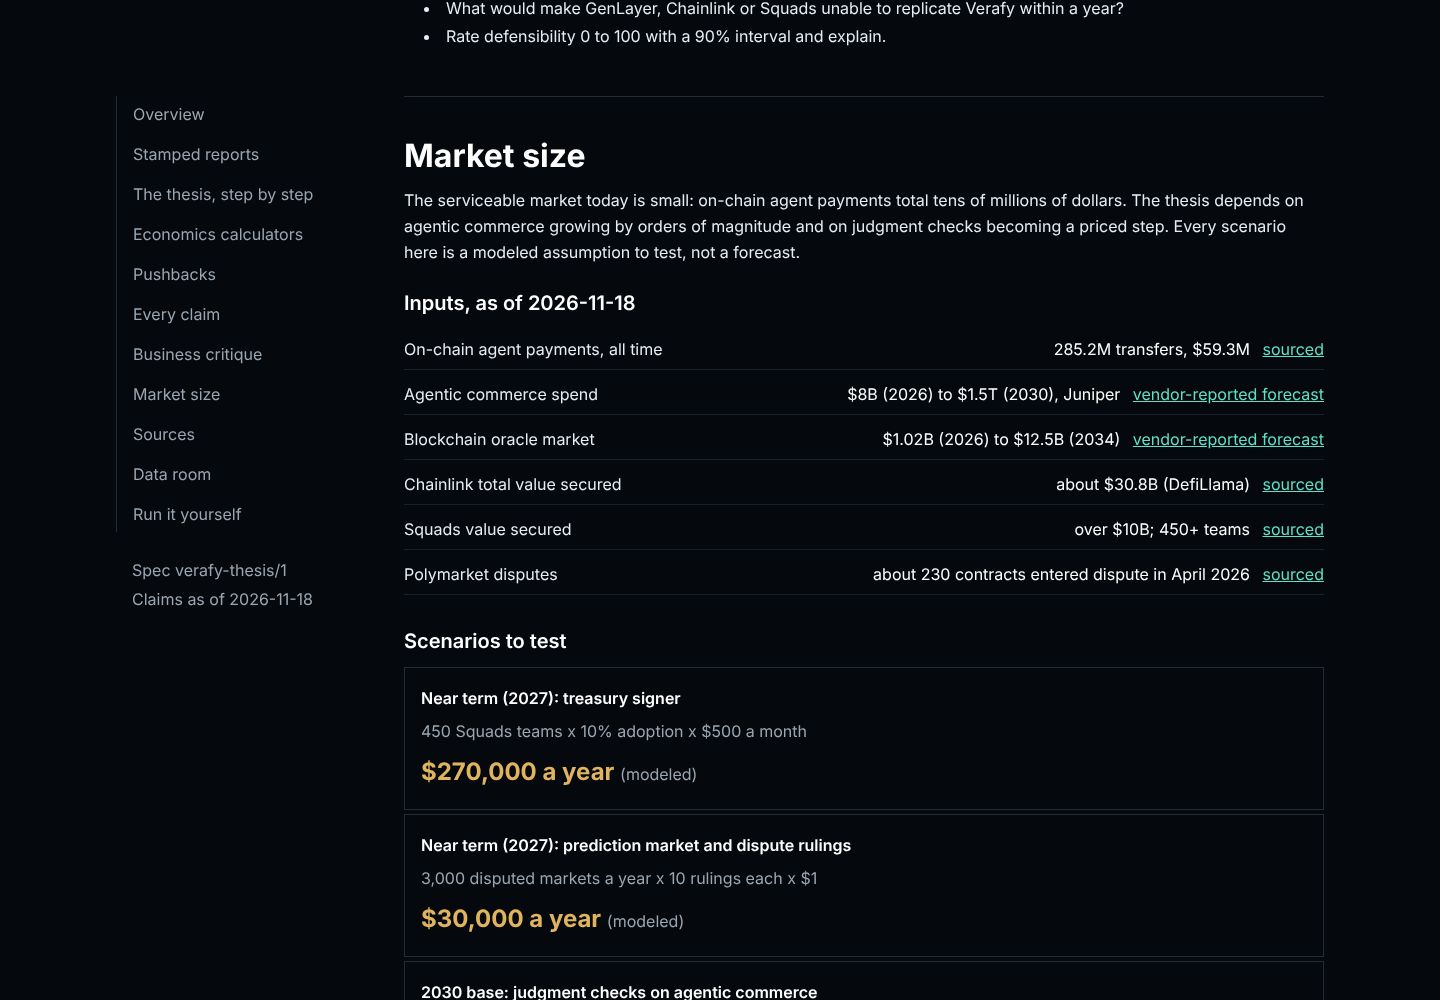 What would make GenLayer, Chainlink or Squads unable to replicate Verafy within a year?
Rate defensibility 0 to 100 with a 90% interval and explain.
Overview
Stamped reports
The thesis, step by step
Economics calculators
Pushbacks
Every claim
Business critique
Market size
Sources
Data room
Run it yourself
Spec verafy-thesis/1
Claims as of 2026-11-18
Market size
The serviceable market today is small: on-chain agent payments total tens of millions of dollars. The thesis depends on
agentic commerce growing by orders of magnitude and on judgment checks becoming a priced step. Every scenario
here is a modeled assumption to test, not a forecast.
Inputs, as of 2026-11-18
On-chain agent payments, all time 285.2M transfers, $59.3M sourced
Agentic commerce spend $8B (2026) to $1.5T (2030), Juniper vendor-reported forecast
Blockchain oracle market $1.02B (2026) to $12.5B (2034) vendor-reported forecast
Chainlink total value secured about $30.8B (DefiLlama) sourced
Squads value secured over $10B; 450+ teams sourced
Polymarket disputes about 230 contracts entered dispute in April 2026 sourced
Scenarios to test
Near term (2027): treasury signer
450 Squads teams x 10% adoption x $500 a month
$270,000 a year (modeled)
Near term (2027): prediction market and dispute rulings
3,000 disputed markets a year x 10 rulings each x $1
$30,000 a year (modeled)
2030 base: judgment checks on agentic commerce